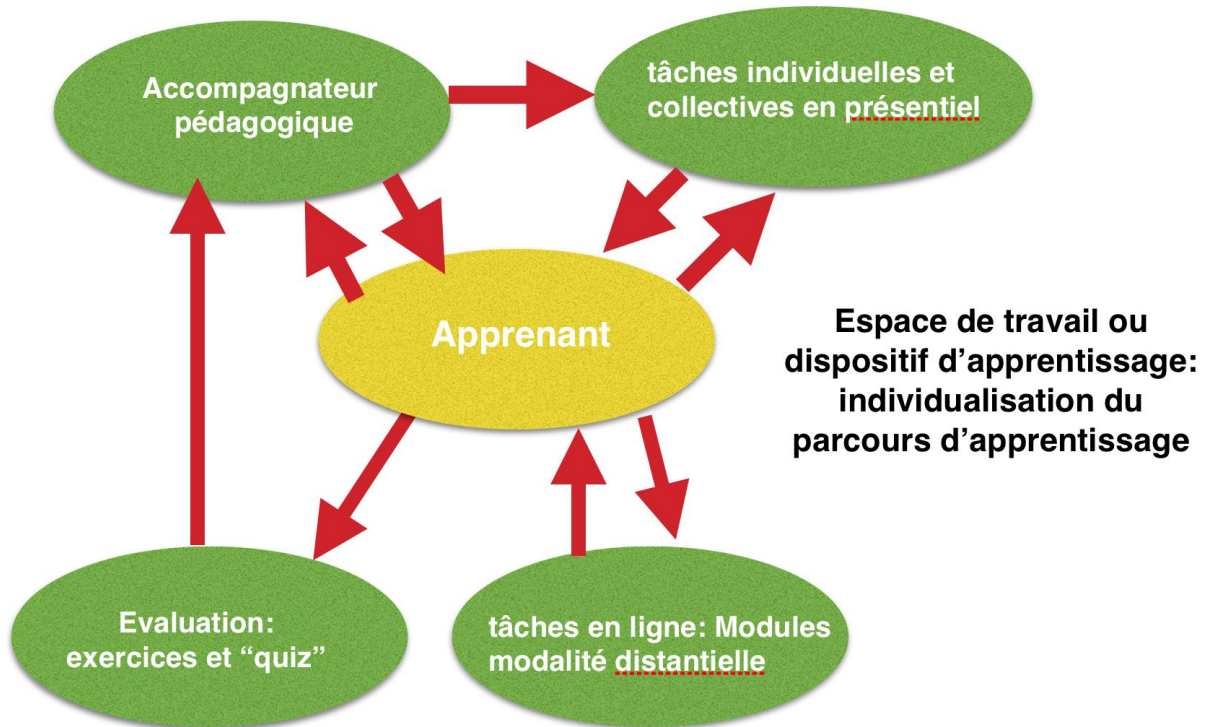 Accompagnateur
pédagogique
tâches individuelles et
collectives en présentiel
Apprenant
Espace de travail ou
dispositif d’apprentissage:
individualisation du
parcours d’apprentissage
Evaluation:
exercices et “quiz”
tâches en ligne: Modules
modalité distantielle